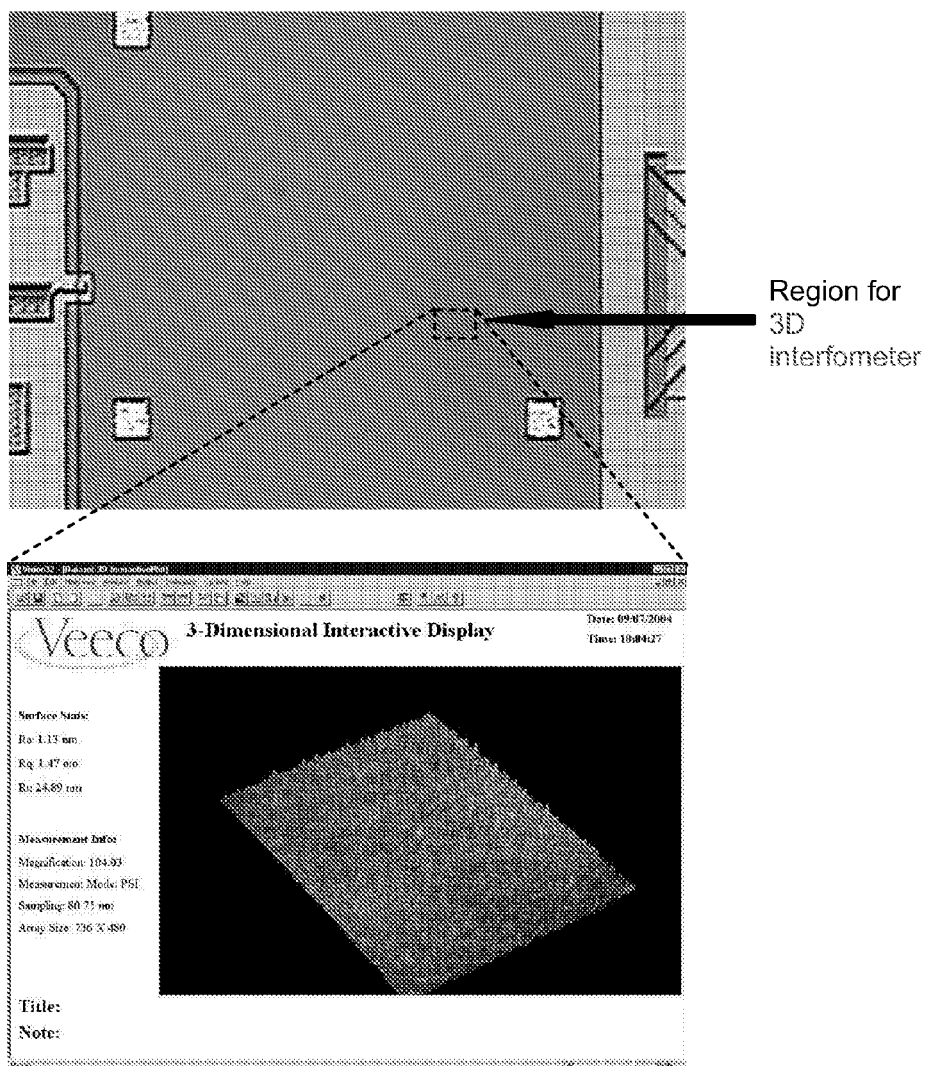 Region for
3D
interfometer
Veeco
3-Dimensional Interactive Display
Date: 09/07/2004
Time: 18:04:27
Surface Stats:
Ra: 1.13 nm
Rq: 1.47 nm
Rt: 24.89 nm
Measurement Info:
Magnification: 104.03
Measurement Mode: PSI
Sampling: 80.71 nm
Array Size: 736 X 480
Title:
Note: